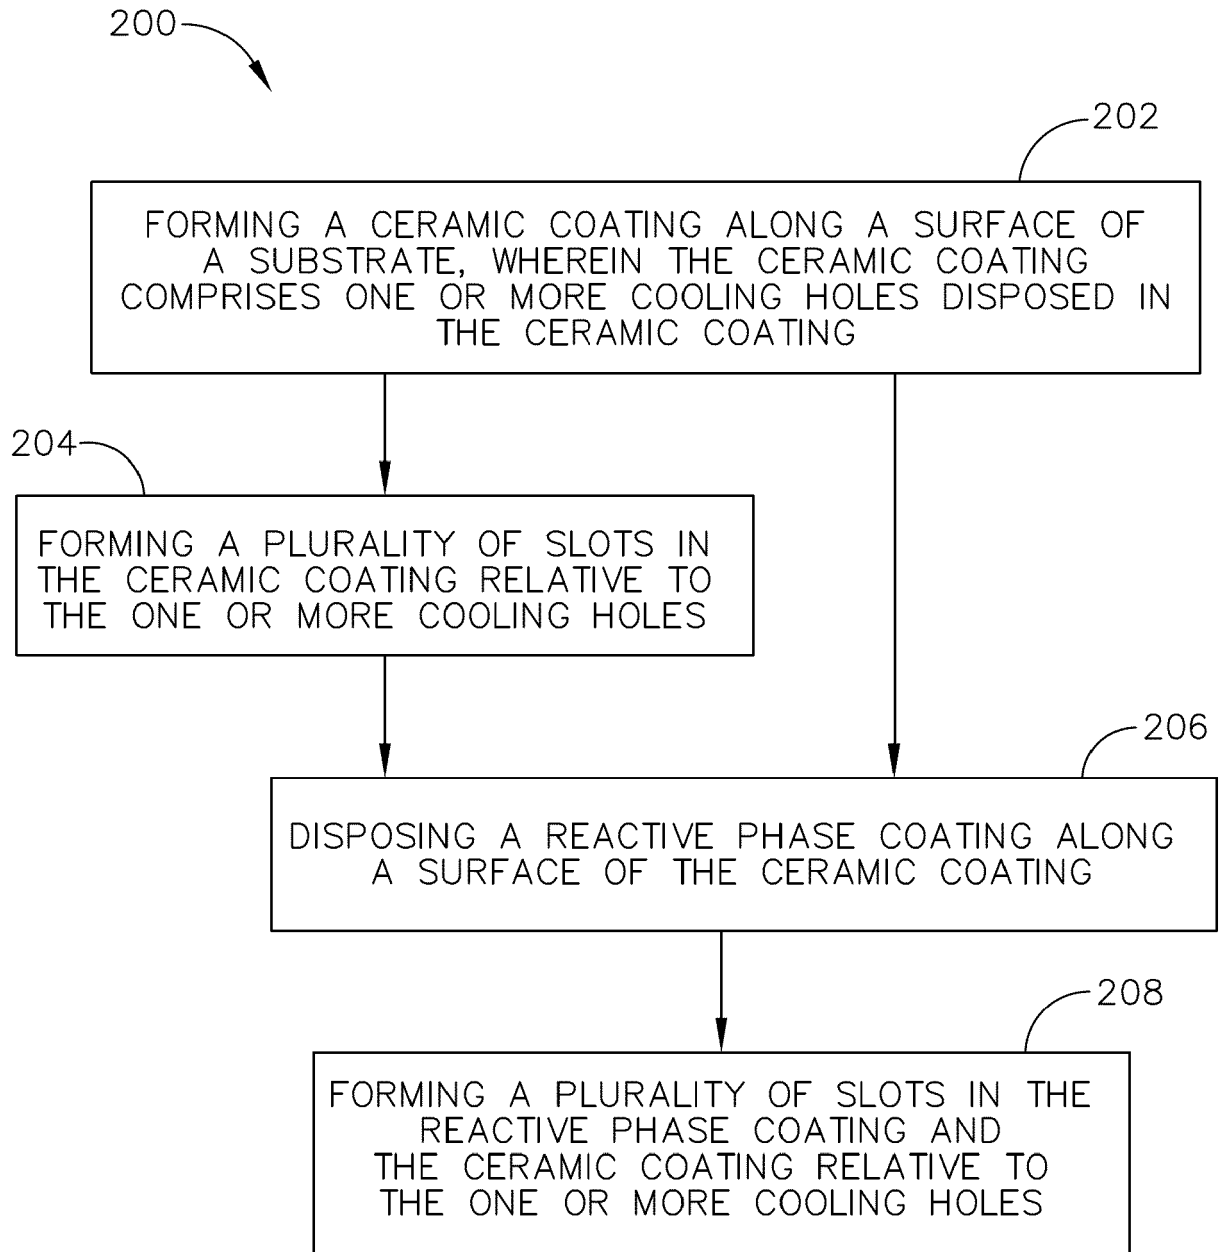 200
202
FORMING A CERAMIC COATING ALONG A SURFACE OF
A SUBSTRATE, WHEREIN THE CERAMIC COATING
COMPRISES ONE OR MORE COOLING HOLES DISPOSED IN
THE CERAMIC COATING
204
FORMING A PLURALITY OF SLOTS IN
THE CERAMIC COATING RELATIVE TO
THE ONE OR MORE COOLING HOLES
206
DISPOSING A REACTIVE PHASE COATING ALONG
A SURFACE OF THE CERAMIC COATING
208
FORMING A PLURALITY OF SLOTS IN THE
REACTIVE PHASE COATING AND
THE CERAMIC COATING RELATIVE TO
THE ONE OR MORE COOLING HOLES